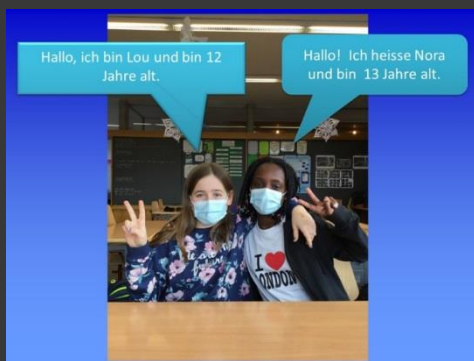 Hallo, ich bin Lou und bin 12
Jahre alt.
Hallo! Ich heisse Nora
und bin 13 Jahre alt.
I
LONDON